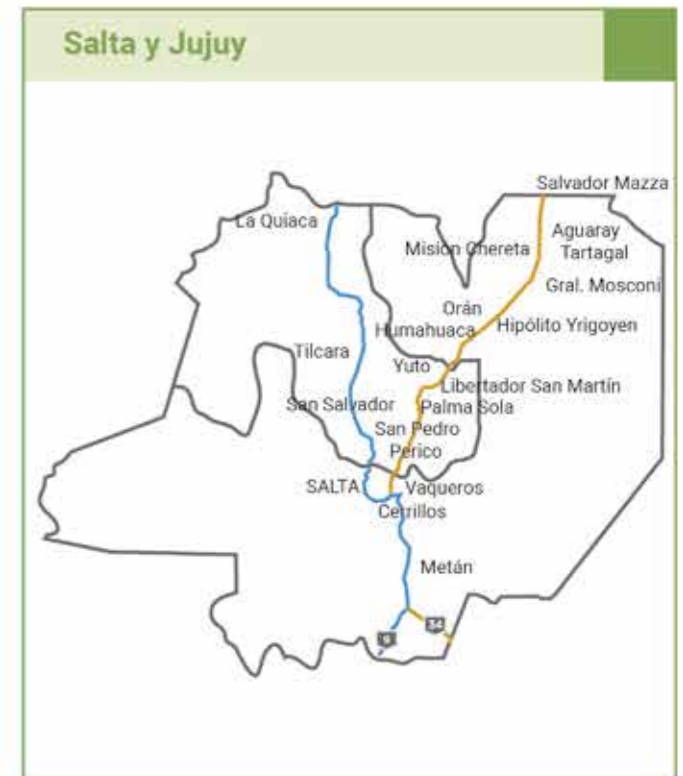 Salta y Jujuy
Salvador Mazza
La Quiaca
Aguaray
Misión Chereta
Tartagal
Gral. Mosconi
Orán
Hipólito Yrigoyen
Humahuaca
Tilcara
Yuto
Libertador San Martín
San Salvador
Palma Sola
San Pedro
Perico
SALTA
Vaqueros
Cerrillos
Metán
34
9